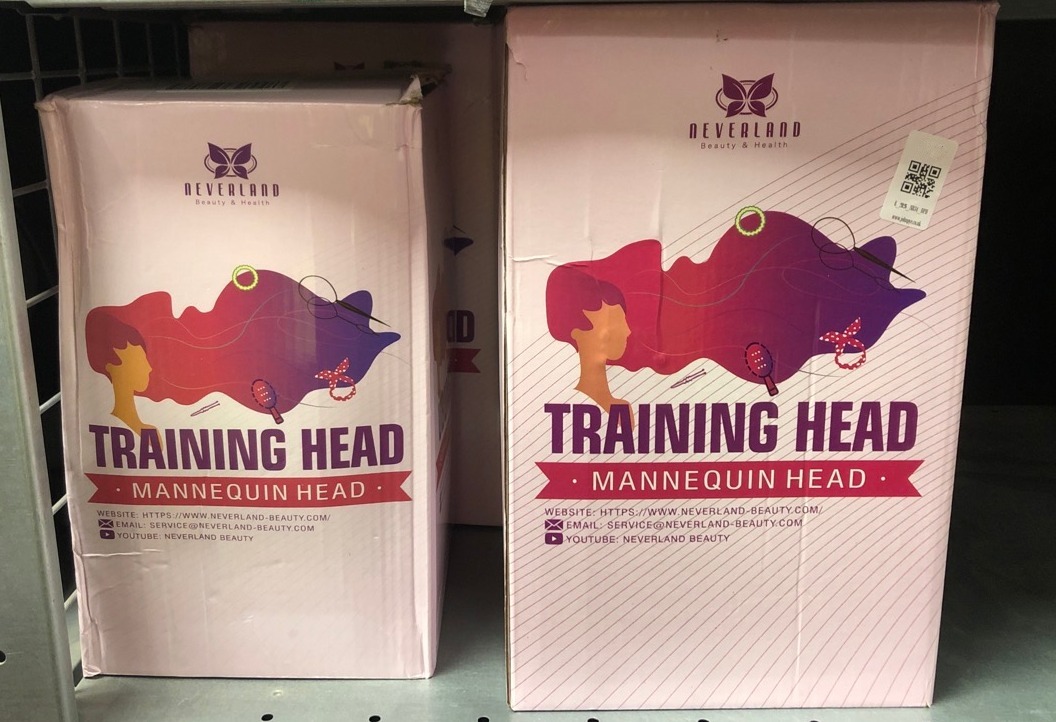 NEVERLAND
Beauty & Health
TRAINING HEAD
· MANNEQUIN HEAD ·
WEBSITE: HTTPS://WWW.NEVERLAND-BEAUTY.COM/
EMAIL: SERVICE@NEVERLAND-BEAUTY.COM
YOUTUBE: NEVERLAND BEAUTY
NEVERLAND
Beauty & Health
TRAINING HEAD
· MANNEQUIN HEAD ·
WEBSITE: HTTPS://WWW.NEVERLAND-BEAUTY.COM/
EMAIL: SERVICE@NEVERLAND-BEAUTY.COM
YOUTUBE: NEVERLAND BEAUTY